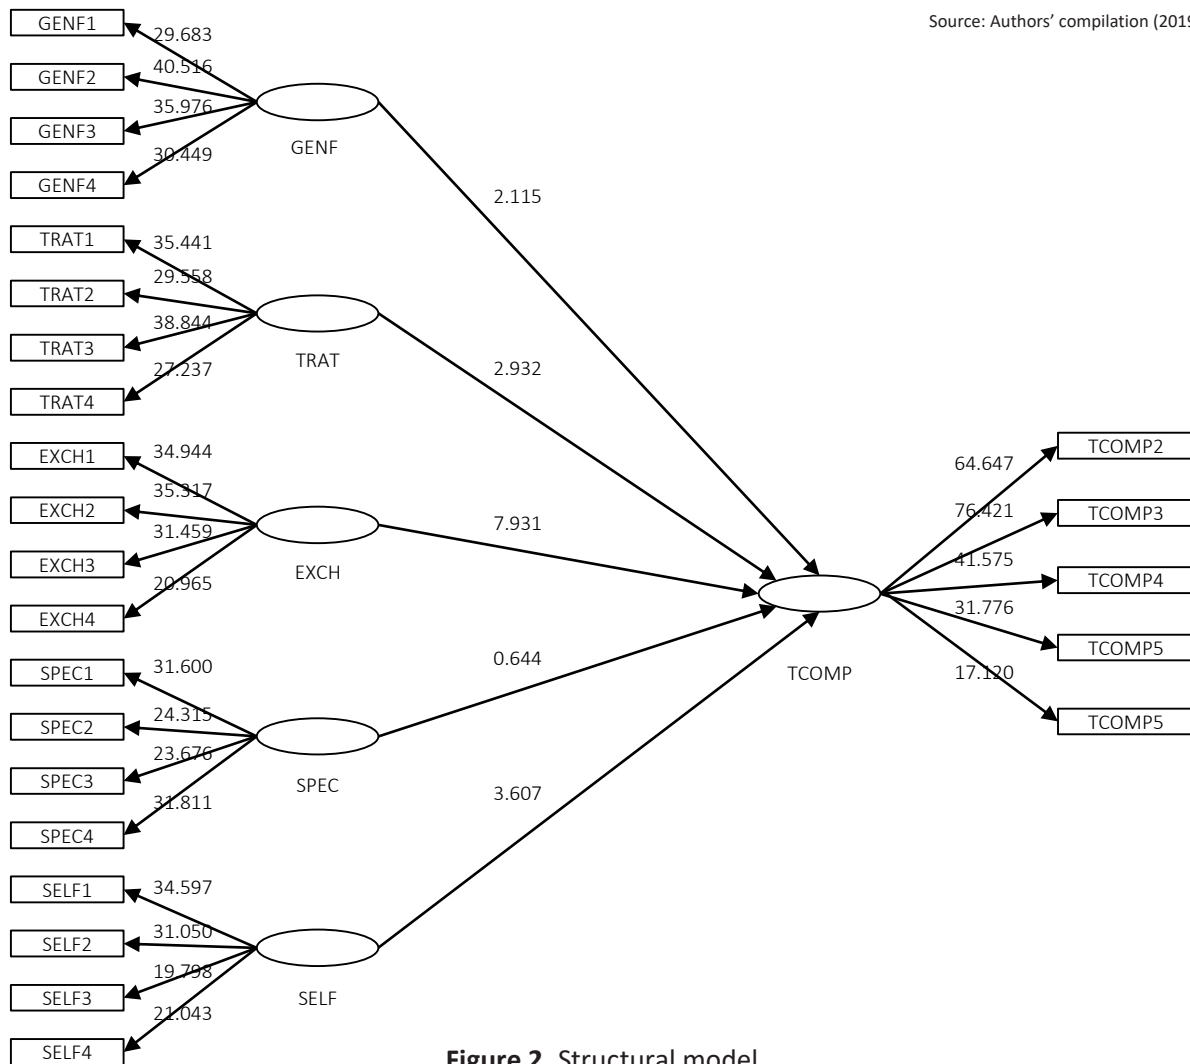 Source: Authors' compilation (2019
GENF1
29.683
GENF2
40.516
GENF3
35.976
GENF4
30.449
GENF
2.115
TRAT1
35.441
TRAT2
29.558
TRAT3
38.844
TRAT4
27.237
TRAT
2.932
EXCH1
34.944
EXCH2
35.317
EXCH3
31.459
EXCH4
20.965
EXCH
7.931
SPEC1
31.600
SPEC2
24.315
SPEC3
23.676
SPEC4
31.811
SPEC
0.644
SELF1
34.597
SELF2
31.050
SELF3
19.798
SELF4
21.043
SELF
3.607
TCOMP
64.647
TCOMP2
76.421
TCOMP3
41.575
TCOMP4
31.776
TCOMP5
17.120
TCOMP5
Figure 2. Structural model